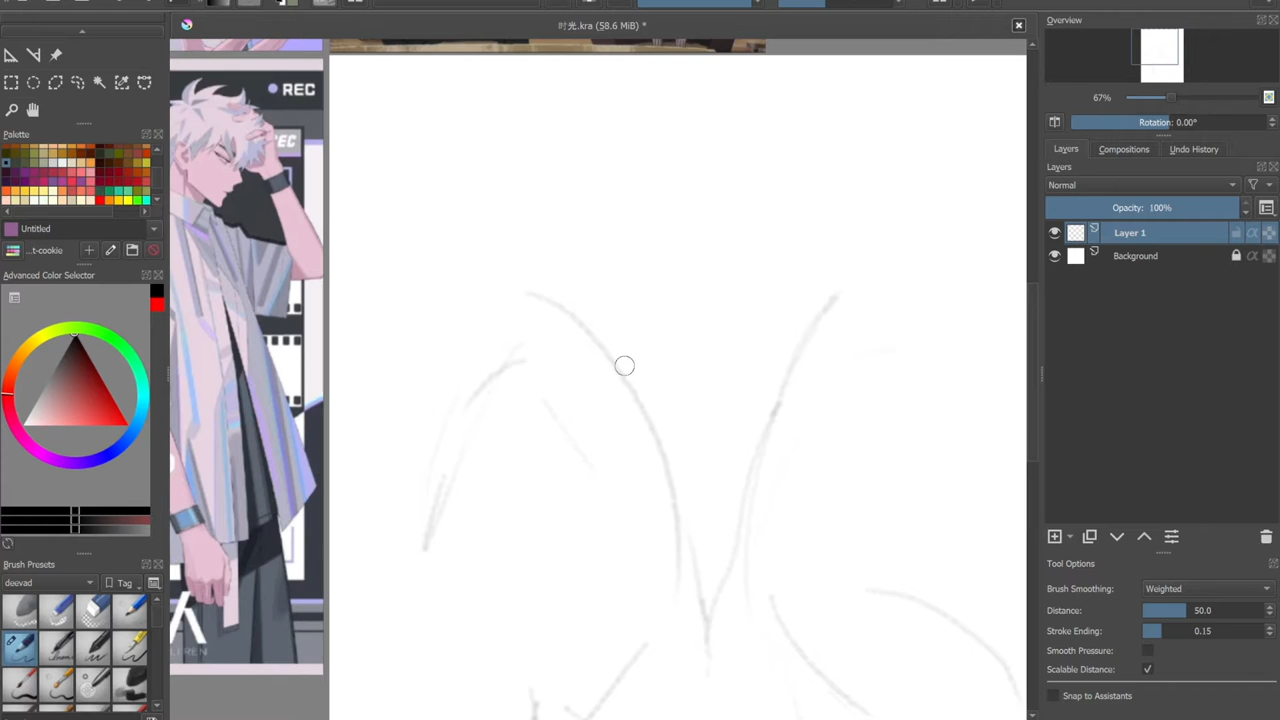 时光.kra (58.6 MiB) *
Overview
67%
Rotation: 0.00°
Layers
Compositions
Undo History
Layers
Normal
Opacity: 100%
Layer 1
Background
Tool Options
Brush Smoothing:
Weighted
Distance:
50.0
Stroke Ending:
0.15
Smooth Pressure:
Scalable Distance:
Snap to Assistants
Palette
Untitled
...t-cookie
Advanced Color Selector
Brush Presets
deevad
Tag
REC